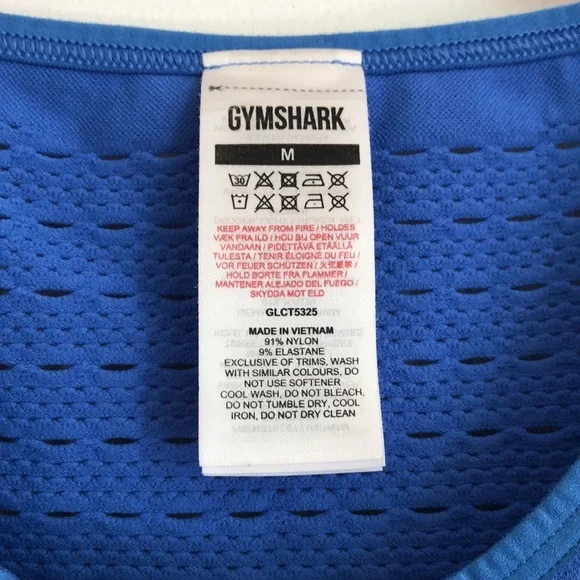 GYMSHARK
M
30
KEEP AWAY FROM FIRE / HOLDES
VÆK FRA ILD / HOU BIJ OPEN VUUR
VANDAAN / PIDETTÄVÄ ETÄÄLLÄ
TULESTA / TENIR ÉLOIGNÉ DU FEU /
VOR FEUER SCHÜTZEN / 火気厳禁 /
HOLD BORTE FRA FLAMMER /
MANTENER ALEJADO DEL FUEGO /
SKYDDA MOT ELD
GLCT5325
MADE IN VIETNAM
91% NYLON
9% ELASTANE
EXCLUSIVE OF TRIMS, WASH
WITH SIMILAR COLOURS, DO
NOT USE SOFTENER
COOL WASH, DO NOT BLEACH,
DO NOT TUMBLE DRY, COOL
IRON, DO NOT DRY CLEAN